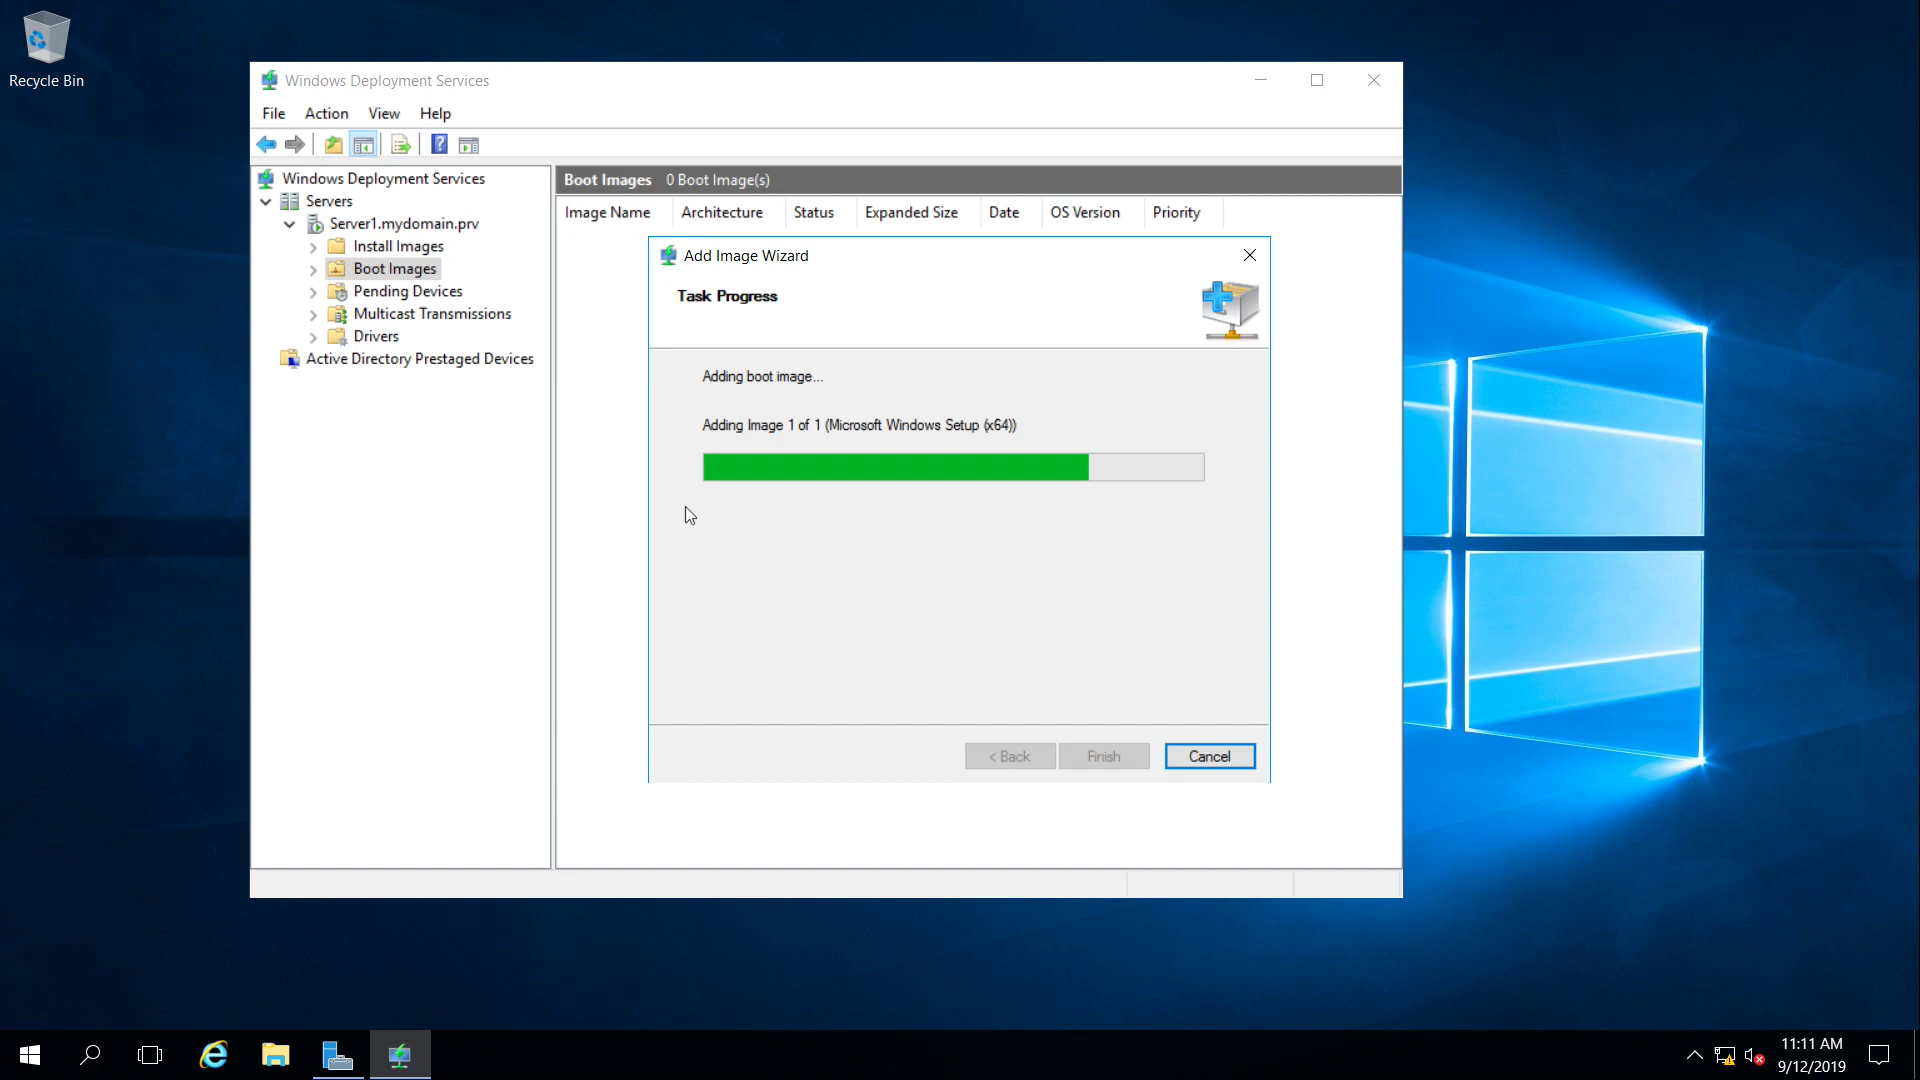 Recycle Bin
Windows Deployment Services
File Action View Help
Windows Deployment Services
Servers
Server1.mydomain.prv
Install Images
Boot Images
Pending Devices
Multicast Transmissions
Drivers
Active Directory Prestaged Devices
Boot Images 0 Boot Image(s)
Image Name Architecture Status Expanded Size Date OS Version Priority
Add Image Wizard
Task Progress
Adding boot image...
Adding Image 1 of 1 (Microsoft Windows Setup (x64))
< Back Finish Cancel
11:11 AM
9/12/2019